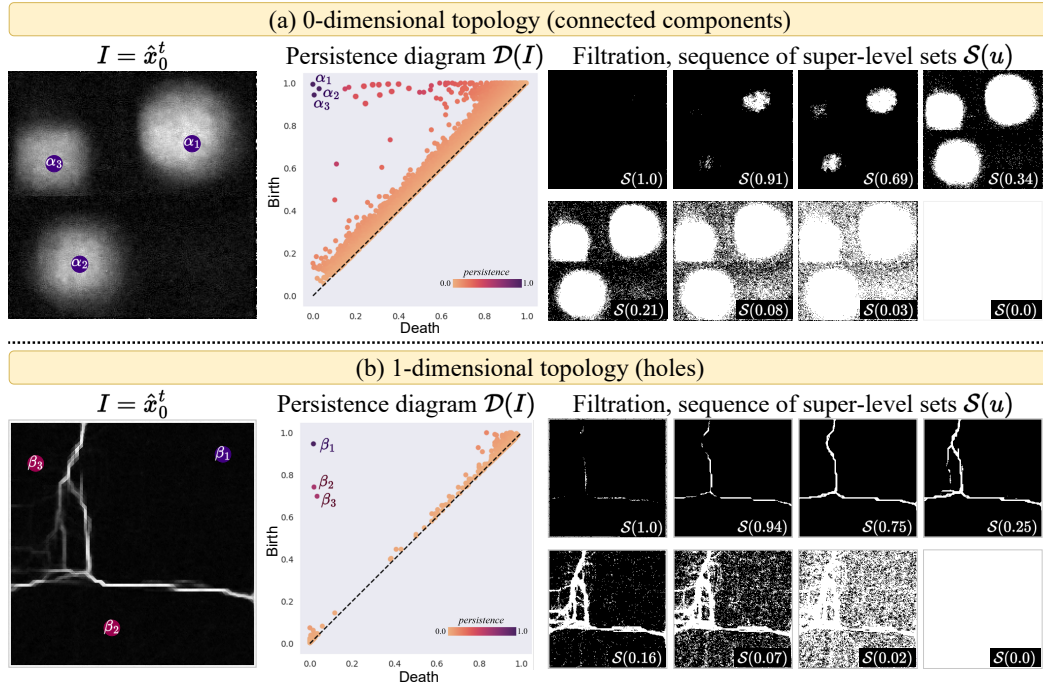 (a) 0-dimensional topology (connected components)
I = x̂₀ᵗ
Persistence diagram 𝒟(I)
Filtration, sequence of super-level sets 𝒮(u)
α₁
α₃
α₂
Birth
1.0
0.8
0.6
0.4
0.2
0.0
α₁
α₂
α₃
persistence
0.0 1.0
0.0 0.2 0.4 0.6 0.8 1.0
Death
𝒮(1.0) 𝒮(0.91) 𝒮(0.69) 𝒮(0.34)
𝒮(0.21) 𝒮(0.08) 𝒮(0.03) 𝒮(0.0)
(b) 1-dimensional topology (holes)
I = x̂₀ᵗ
Persistence diagram 𝒟(I)
Filtration, sequence of super-level sets 𝒮(u)
β₃
β₁
β₂
Birth
1.0
0.8
0.6
0.4
0.2
0.0
β₁
β₂
β₃
persistence
0.0 1.0
0.0 0.2 0.4 0.6 0.8 1.0
Death
𝒮(1.0) 𝒮(0.94) 𝒮(0.75) 𝒮(0.25)
𝒮(0.16) 𝒮(0.07) 𝒮(0.02) 𝒮(0.0)